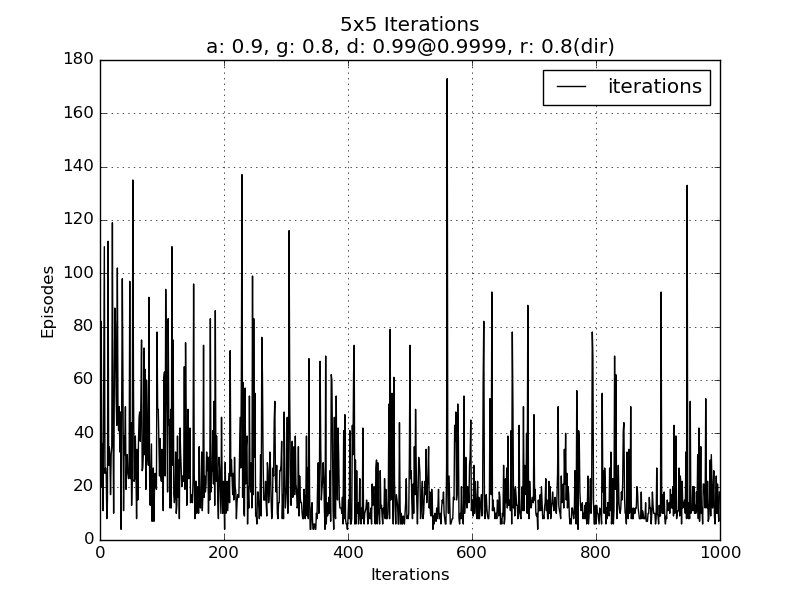 5x5 Iterations
a: 0.9, g: 0.8, d: 0.99@0.9999, r: 0.8(dir)
180
160
140
120
100
80
60
40
20
0
Episodes
iterations
0 200 400 600 800 1000
Iterations